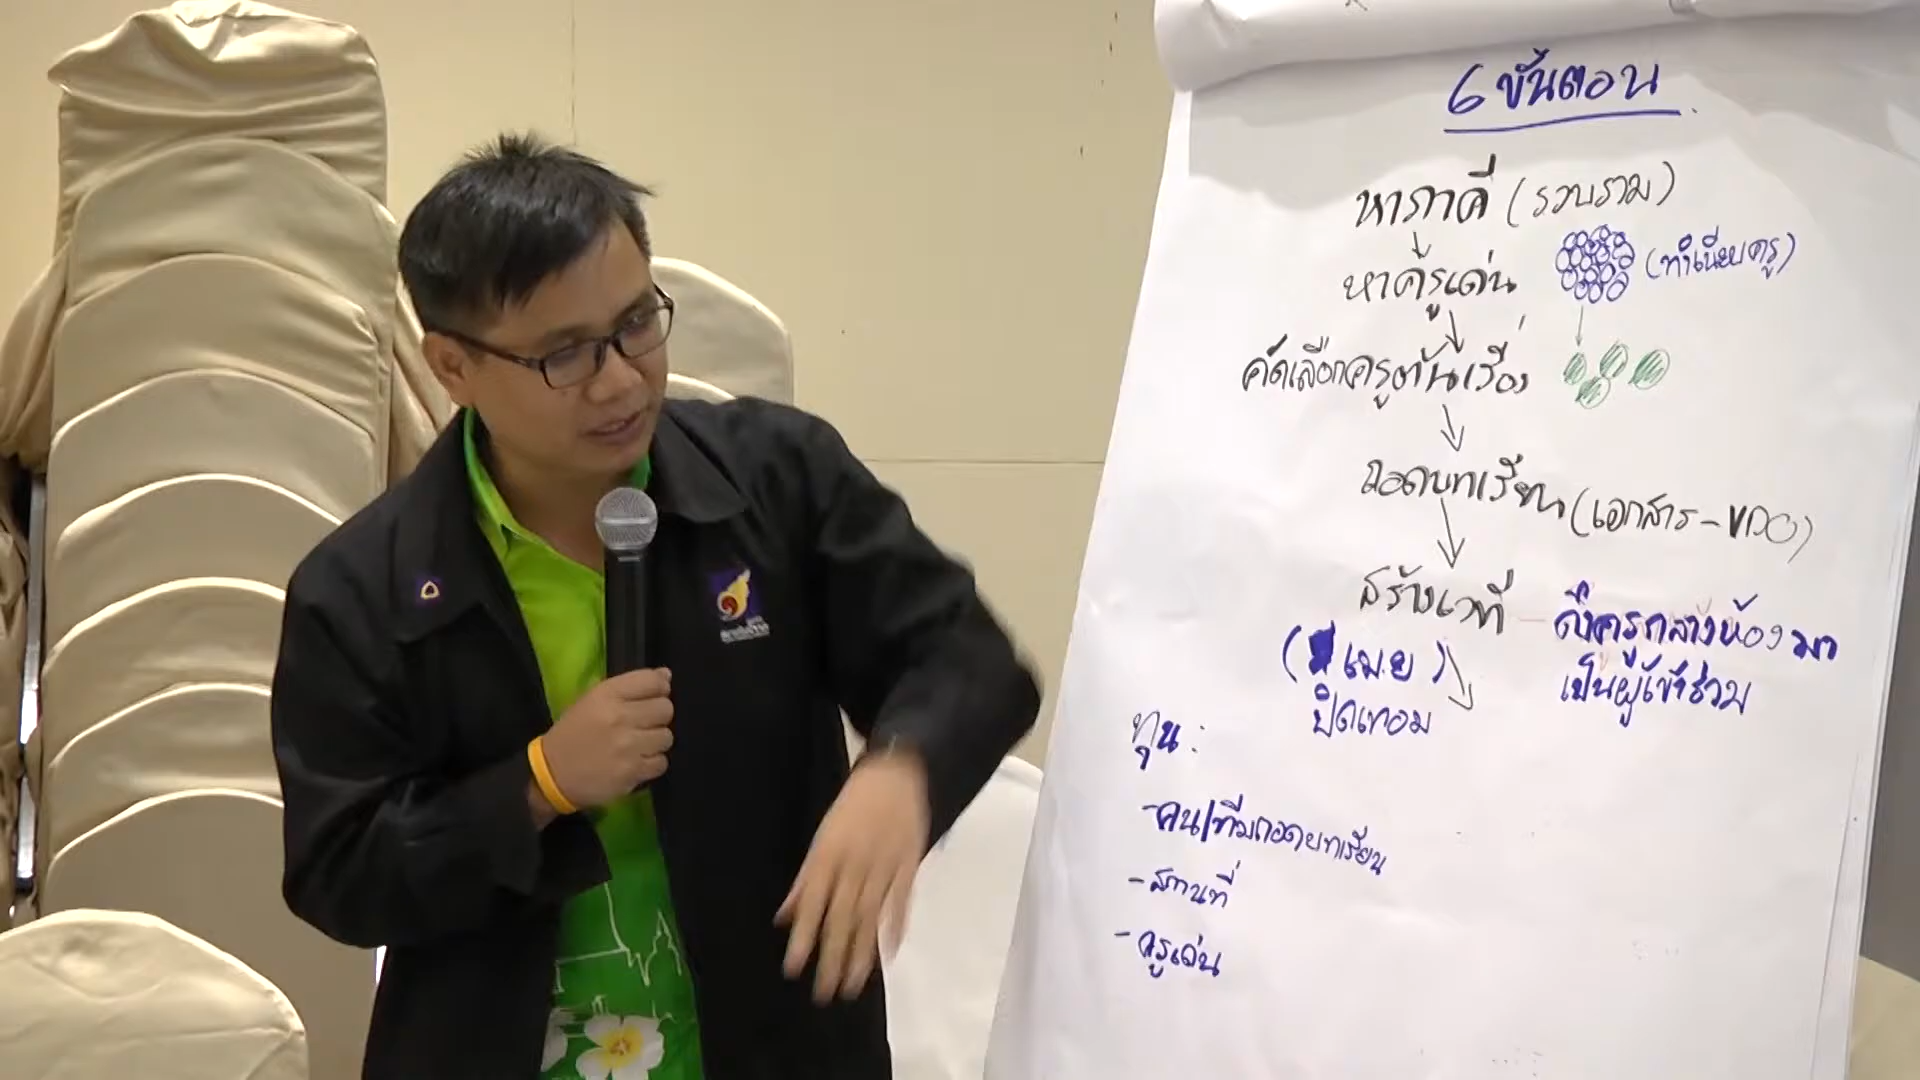 6 ขั้นตอน
หาภาคี (รวบรวม)
หาครูเด่น (ทำเนียบครู)
คัดเลือกครูต้นเรื่อง
ถอดบทเรียน (เอกสาร - VDO)
สร้างเวที ดึงครูกลางห้องมา
(เม.ย) เป็นผู้เข้าร่วม
ปิดเทอม
ทุน :
- คน/ทีมถอดบทเรียน
- สถานที่
- ครูเด่น